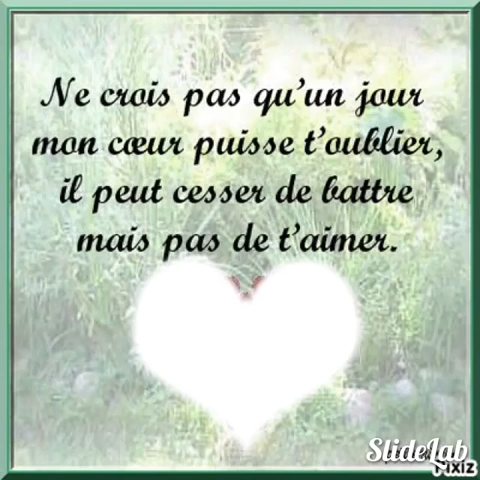 Ne crois pas qu'un jour
mon cœur puisse t'oublier,
il peut cesser de battre
mais pas de t'aimer.
SlideLab
Pixiz